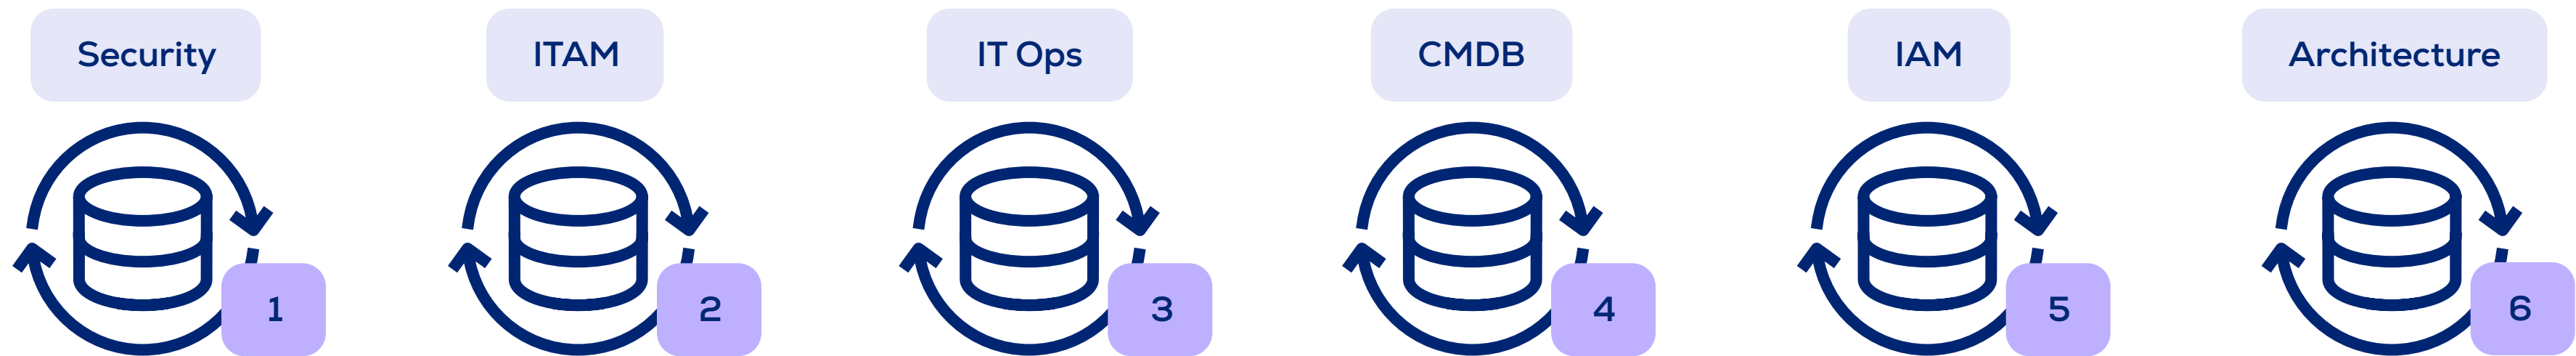 Security
ITAM
IT Ops
CMDB
IAM
Architecture
1
2
3
4
5
6